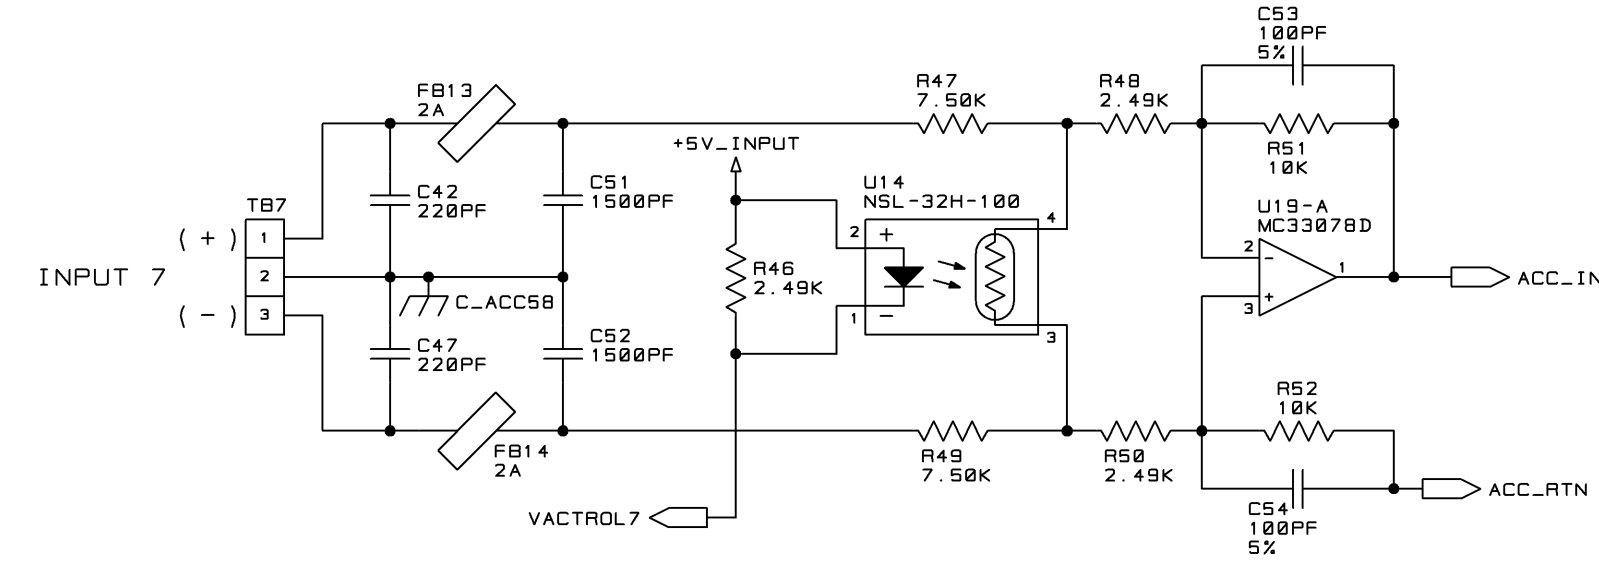 C53
100PF
5%
R47
7.50K
R48
2.49K
FB13
2A
+5V_INPUT
R51
10K
U14
NSL-32H-100
C42
220PF
C51
1500PF
TB7
U19-A
MC33078D
4
2
+
( + )
1
2
-
1
INPUT 7
2
R46
2.49K
ACC_IN
C_ACC58
+
3
( - )
3
1
-
3
C47
220PF
C52
1500PF
R52
10K
FB14
2A
R49
7.50K
R50
2.49K
ACC_RTN
VACTROL7
C54
100PF
5%